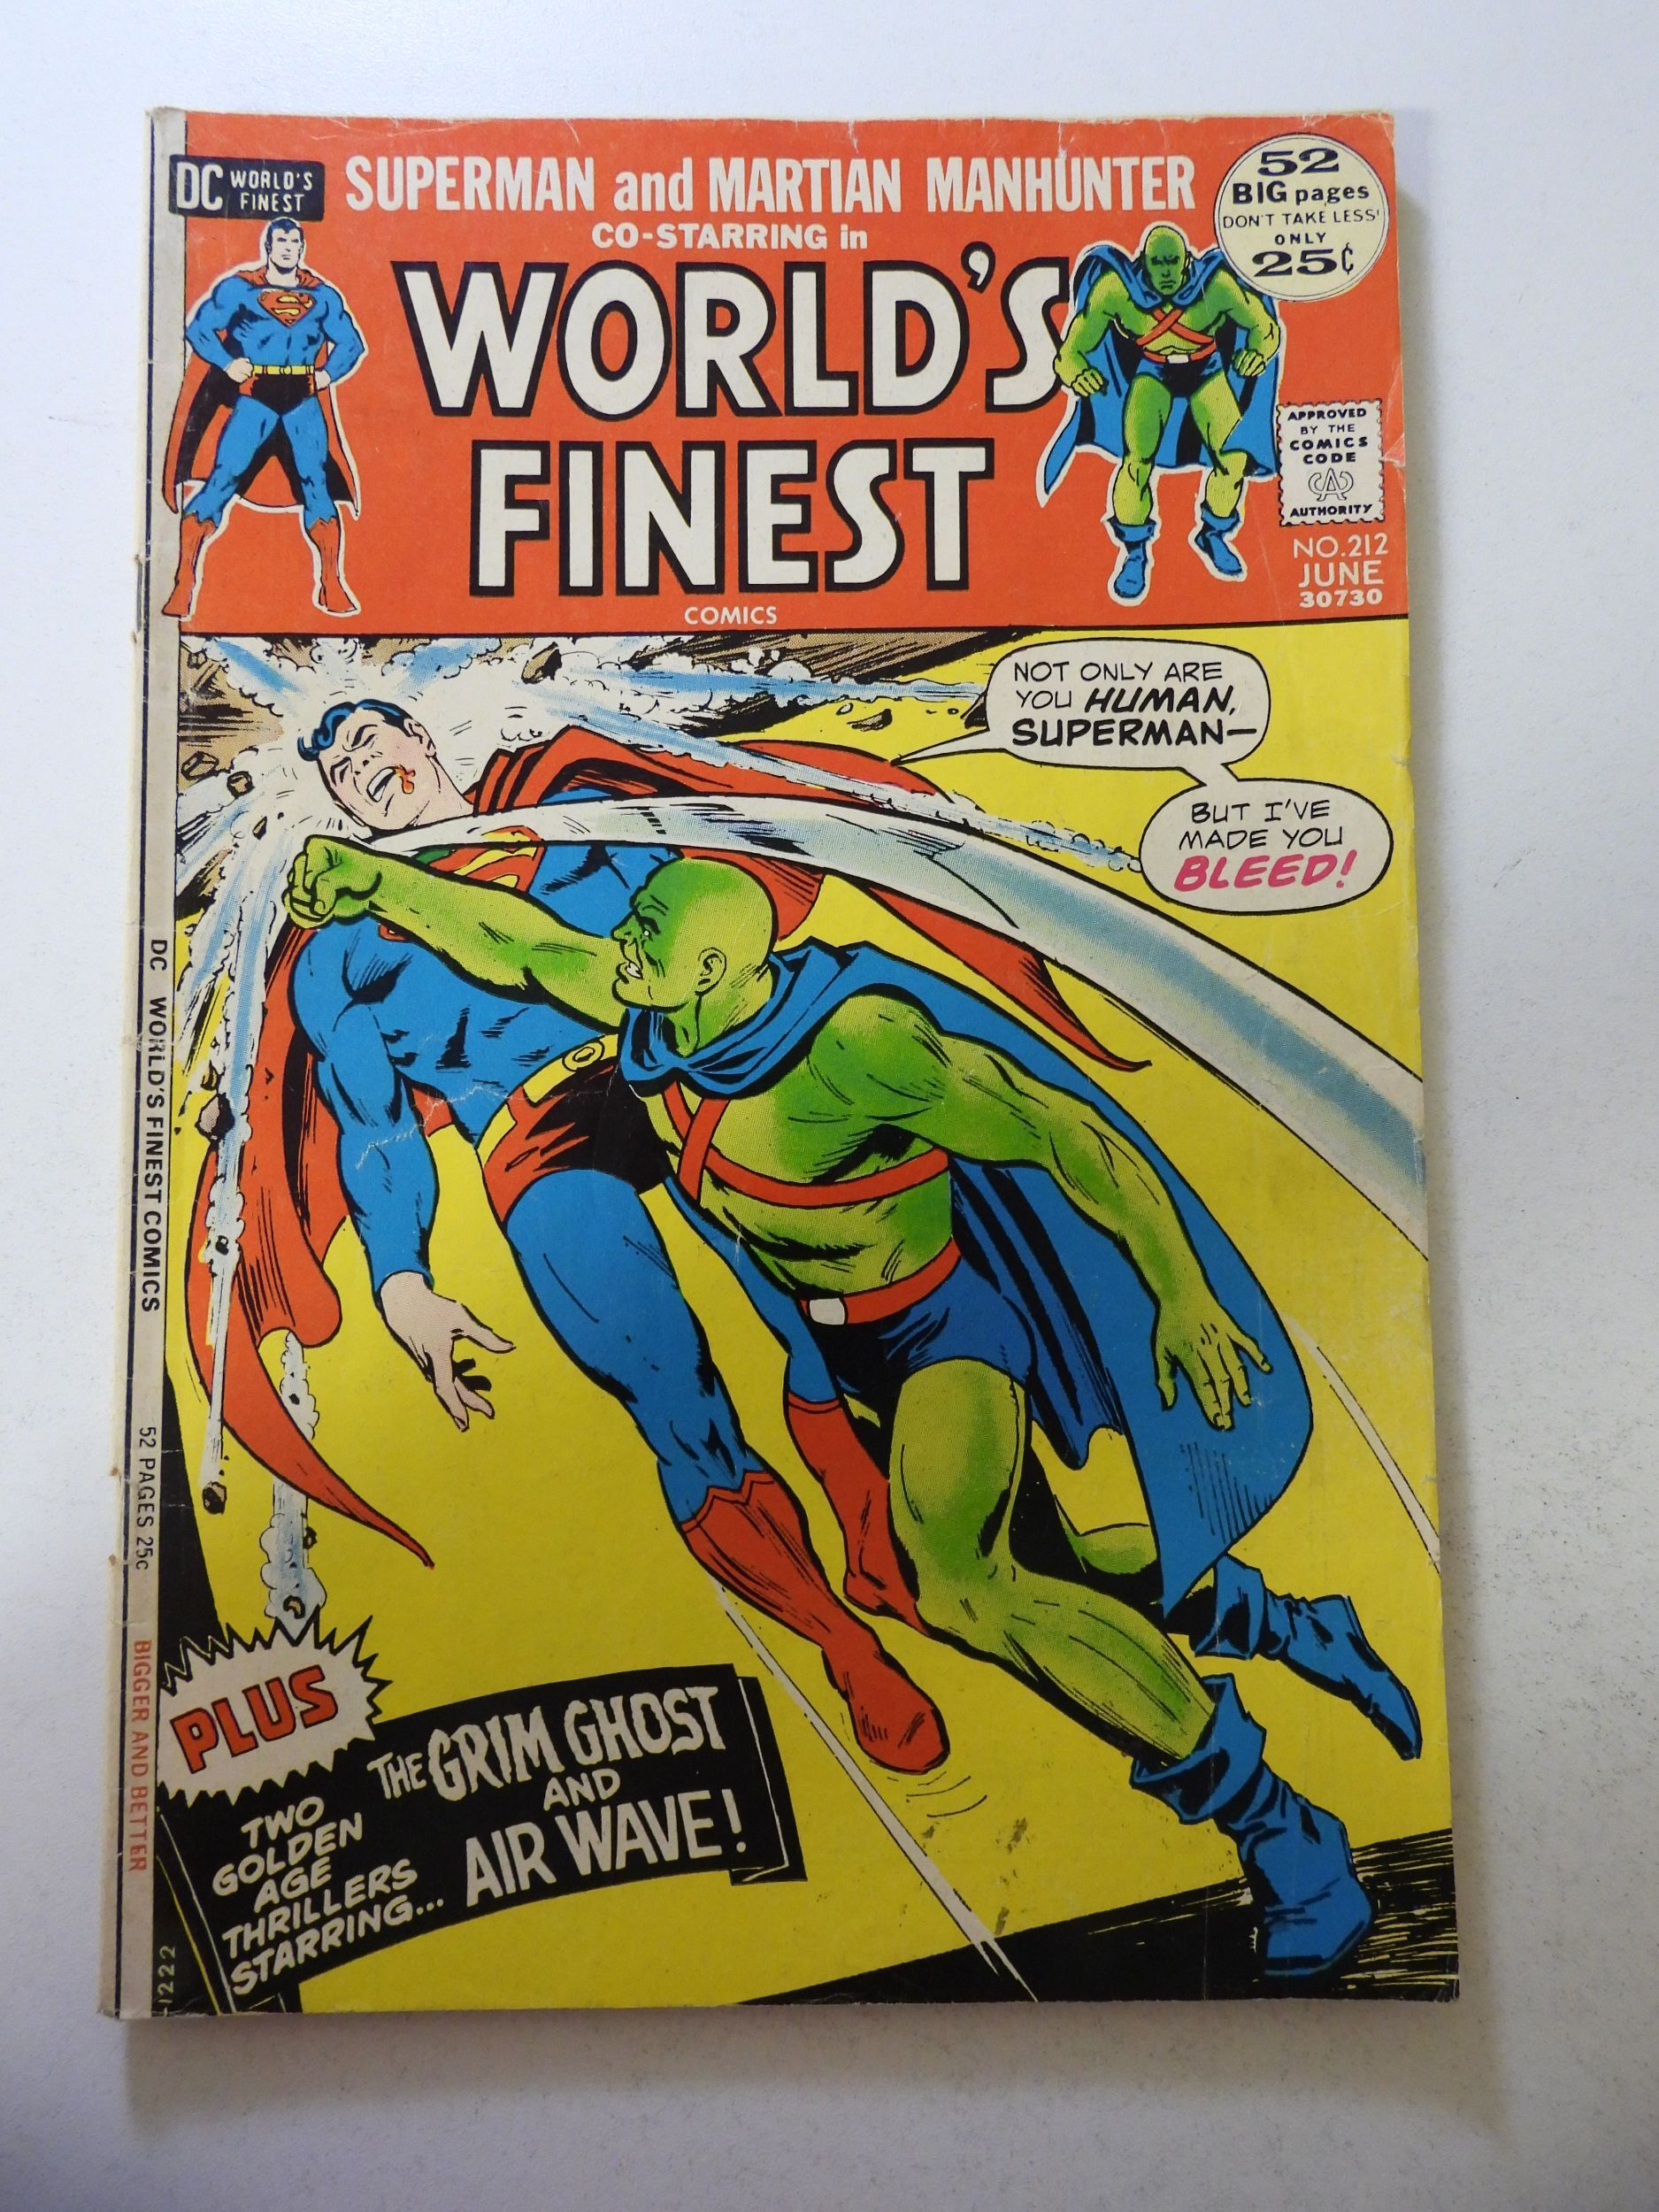 DC WORLD'S
FINEST
SUPERMAN and MARTIAN MANHUNTER
CO-STARRING in
WORLD'S
FINEST
COMICS
52
BIG pages
DON'T TAKE LESS!
ONLY
25¢
APPROVED
BY THE
COMICS
CODE
CA
AUTHORITY
NO.212
JUNE
30730
NOT ONLY ARE
YOU HUMAN,
SUPERMAN—
BUT I'VE
MADE YOU
BLEED!
S
DC WORLD'S FINEST COMICS 52 PAGES 25c BIGGER AND BETTER
PLUS
TWO
GOLDEN
AGE
THRILLERS
STARRING...
THE GRIM GHOST
AND
AIR WAVE!
1222